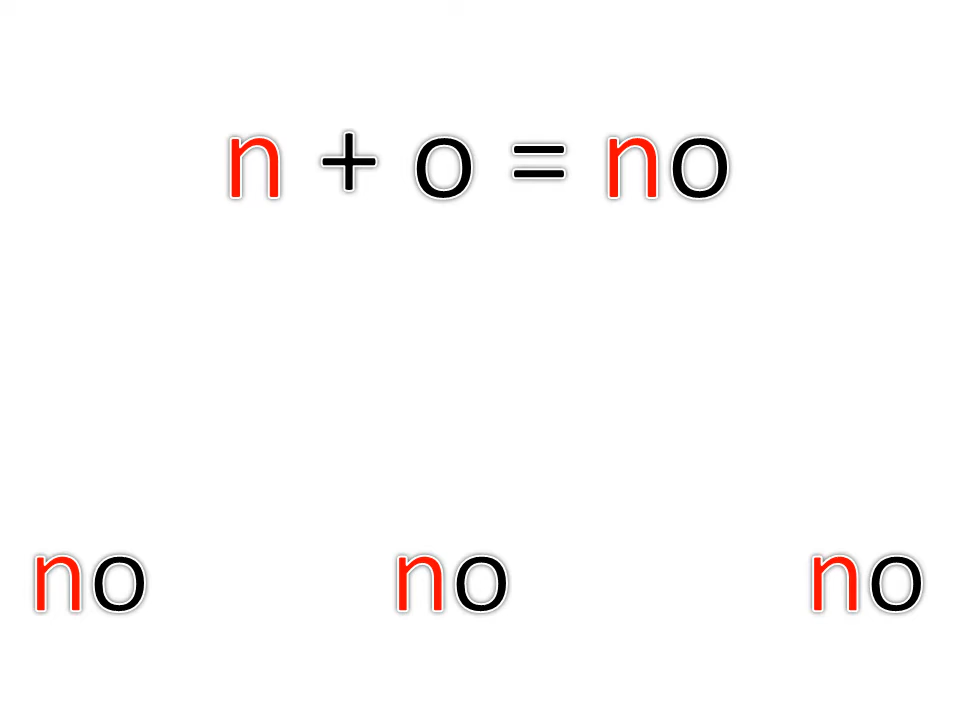 n + o = no
no no no